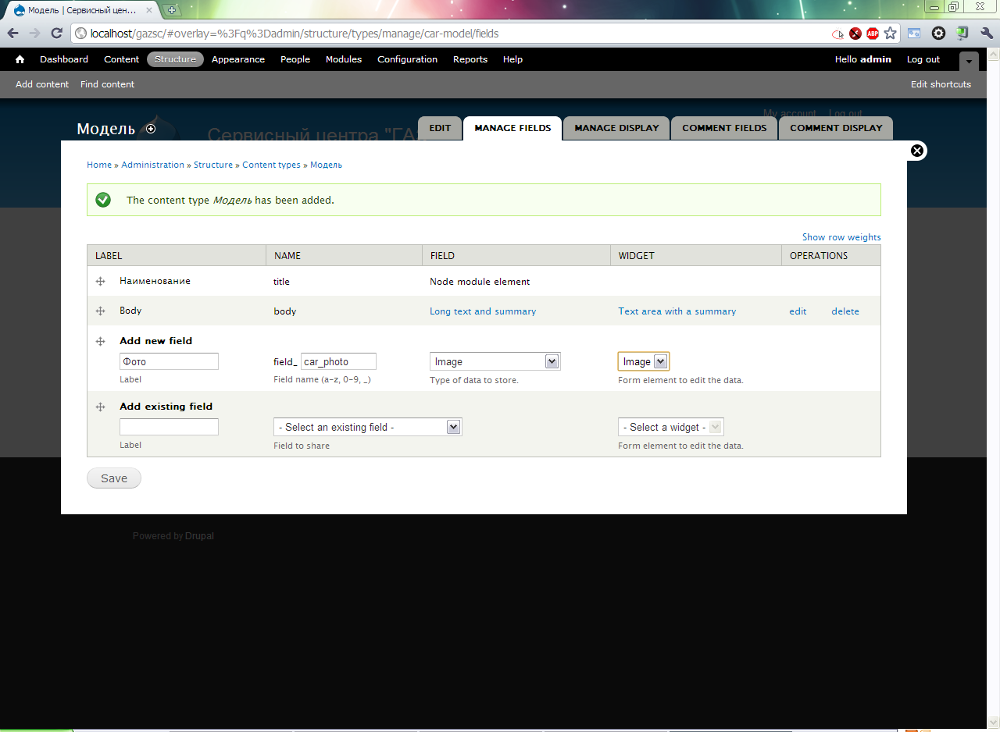 Модель | Сервисный цен...
localhost/gazsc/#overlay=%3Fq%3Dadmin/structure/types/manage/car-model/fields
ABP
Dashboard Content Structure Appearance People Modules Configuration Reports Help Hello admin Log out
Add content Find content Edit shortcuts
My account Log out
Модель EDIT MANAGE FIELDS MANAGE DISPLAY COMMENT FIELDS COMMENT DISPLAY
Сервисный центра "ГАЗ
Home » Administration » Structure » Content types » Модель
The content type Модель has been added.
Show row weights
LABEL NAME FIELD WIDGET OPERATIONS
Наименование title Node module element
Body body Long text and summary Text area with a summary edit delete
Add new field
Фото field_ car_photo Image Image
Label Field name (a-z, 0-9, _) Type of data to store. Form element to edit the data.
Add existing field
- Select an existing field - - Select a widget -
Label Field to share Form element to edit the data.
Save
Powered by Drupal